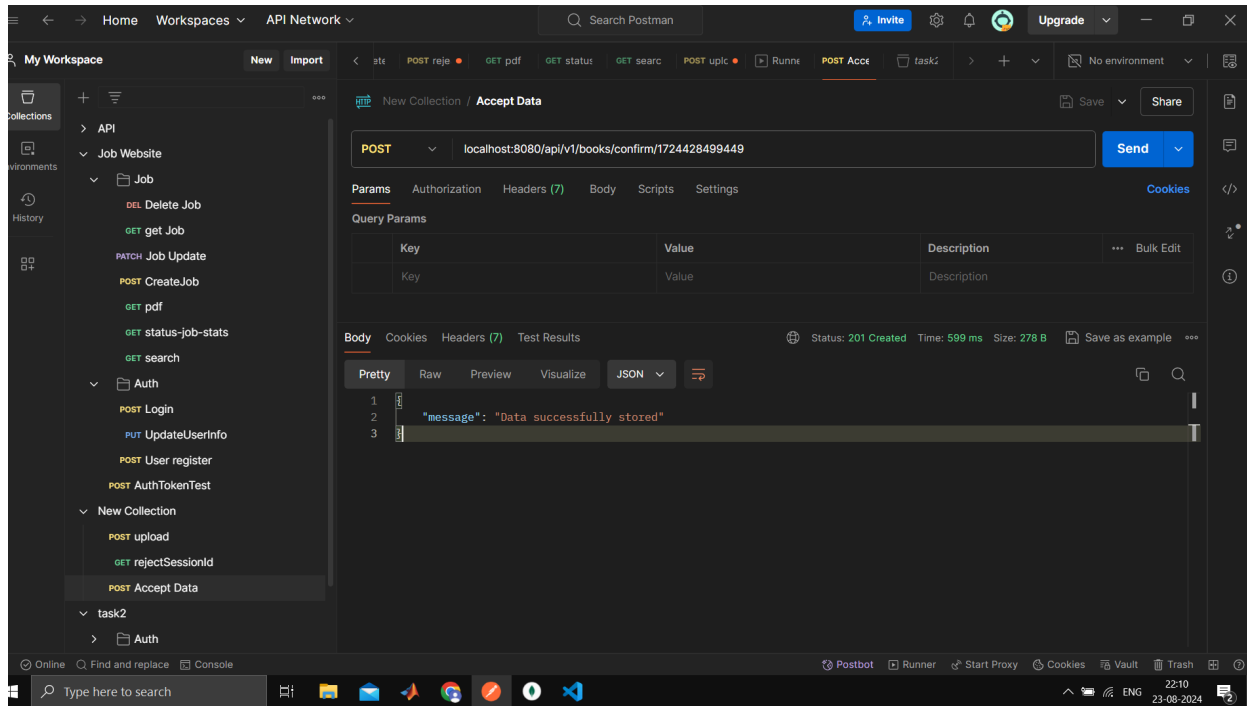 Home Workspaces API Network Search Postman Invite Upgrade
My Workspace New Import
ete POST reje GET pdf GET status GET searc POST uplc Runne POST Acce task2 No environment
Collections
API
Job Website
Job
DEL Delete Job
GET get Job
PATCH Job Update
POST CreateJob
GET pdf
GET status-job-stats
GET search
Auth
POST Login
PUT UpdateUserInfo
POST User register
POST AuthTokenTest
New Collection
POST upload
GET rejectSessionId
POST Accept Data
task2
Auth
vironments
History
HTTP New Collection / Accept Data Save Share
POST localhost:8080/api/v1/books/confirm/1724428499449 Send
Params Authorization Headers (7) Body Scripts Settings Cookies
Query Params
Key Value Description Bulk Edit
Key Value Description
Body Cookies Headers (7) Test Results Status: 201 Created Time: 599 ms Size: 278 B Save as example
Pretty Raw Preview Visualize JSON
1 {
2 "message": "Data successfully stored"
3 }
Online Find and replace Console Postbot Runner Start Proxy Cookies Vault Trash
Type here to search ENG 22:10
23-08-2024 2